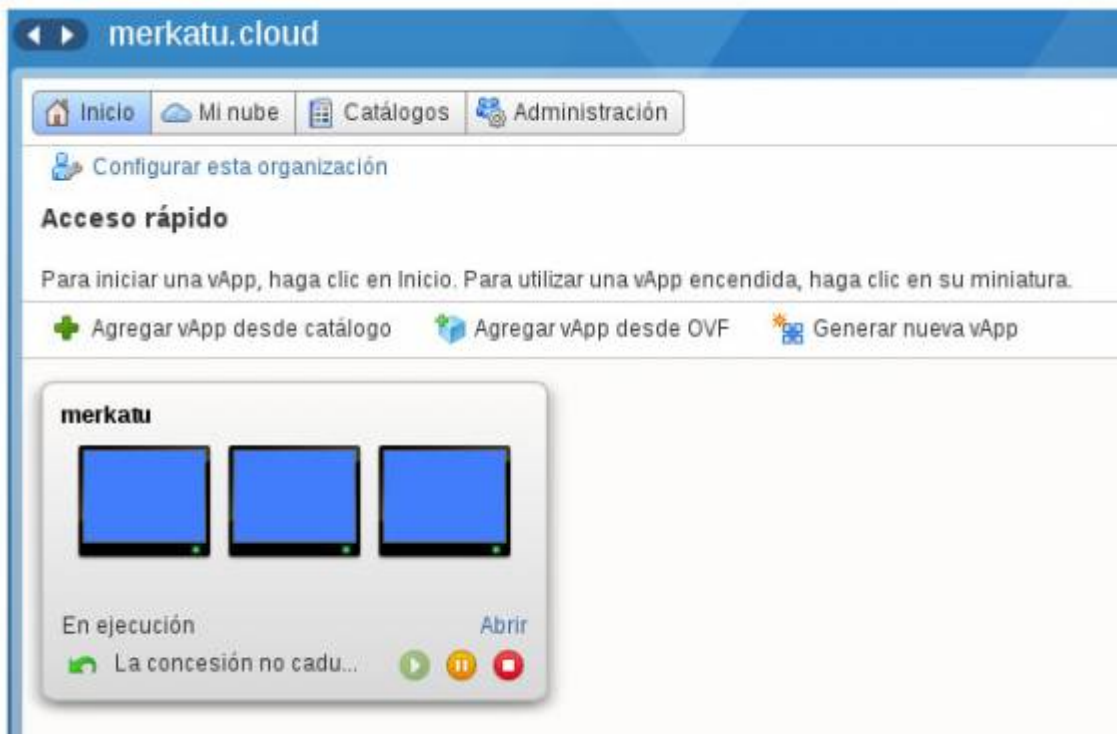 merkatu.cloud
Inicio Mi nube Catálogos Administración
Configurar esta organización
Acceso rápido
Para iniciar una vApp, haga clic en Inicio. Para utilizar una vApp encendida, haga clic en su miniatura.
Agregar vApp desde catálogo Agregar vApp desde OVF Generar nueva vApp
merkatu
En ejecución Abrir
La concesión no cadu...